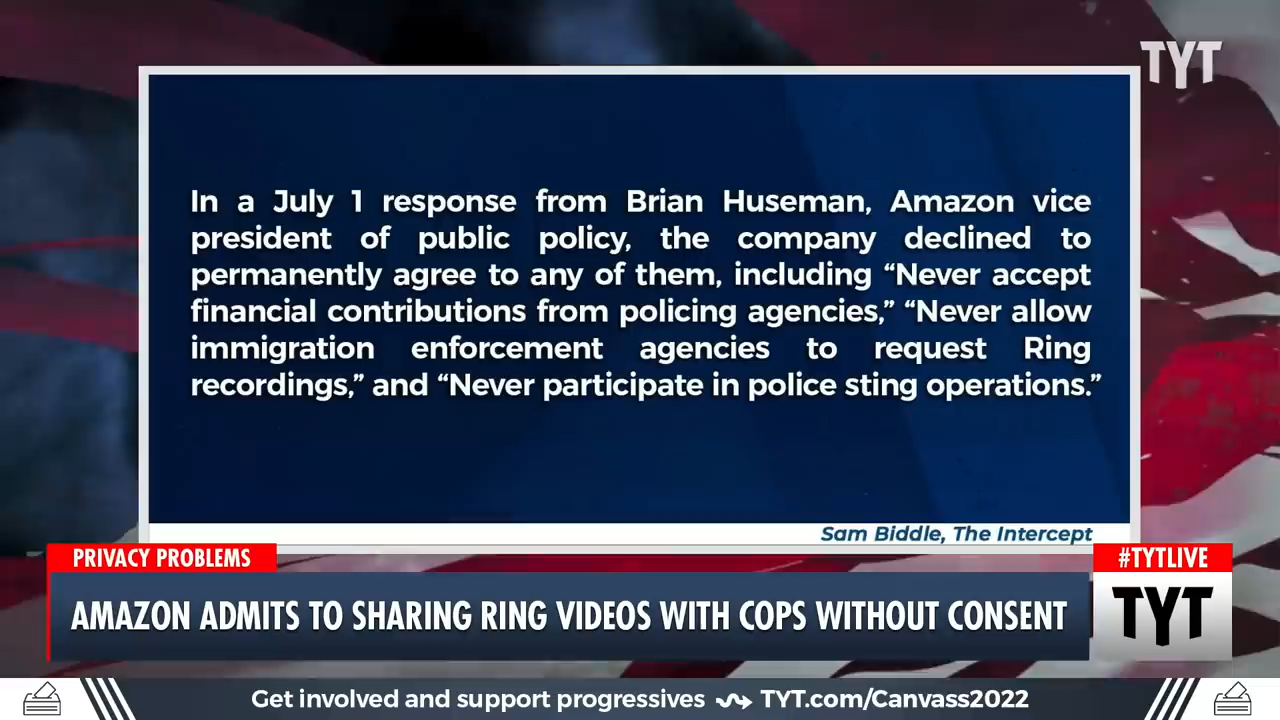 TYT
In a July 1 response from Brian Huseman, Amazon vice
president of public policy, the company declined to
permanently agree to any of them, including “Never accept
financial contributions from policing agencies,” “Never allow
immigration enforcement agencies to request Ring
recordings,” and “Never participate in police sting operations.”
Sam Biddle, The Intercept
PRIVACY PROBLEMS
#TYTLIVE
AMAZON ADMITS TO SHARING RING VIDEOS WITH COPS WITHOUT CONSENT
TYT
Get involved and support progressives TYT.com/Canvass2022